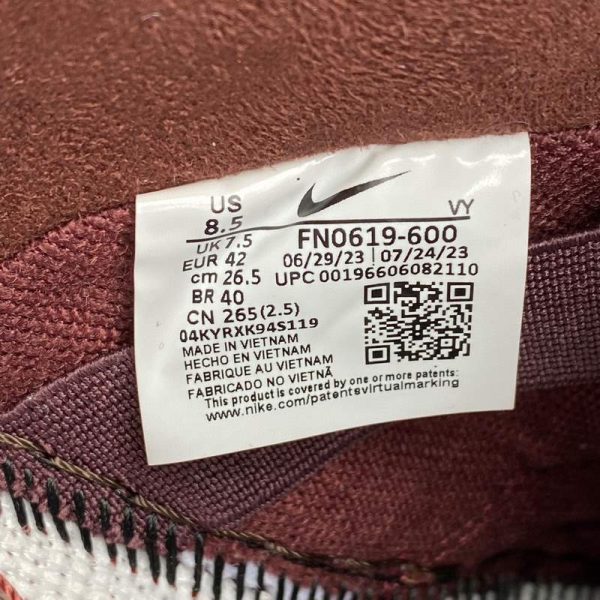 US
8.5
UK 7.5
EUR 42
cm 26.5
BR 40
CN 265 (2.5)
04KYRXK94S119
VY
FN0619-600
06/29/23 | 07/24/23
UPC 00196606082110
MADE IN VIETNAM
HECHO EN VIETNAM
FABRIQUE AU VIETNAM
FABRICADO NO VIETNÃ
This product is covered by one or more patents:
www.nike.com/patentsvirtualmarking